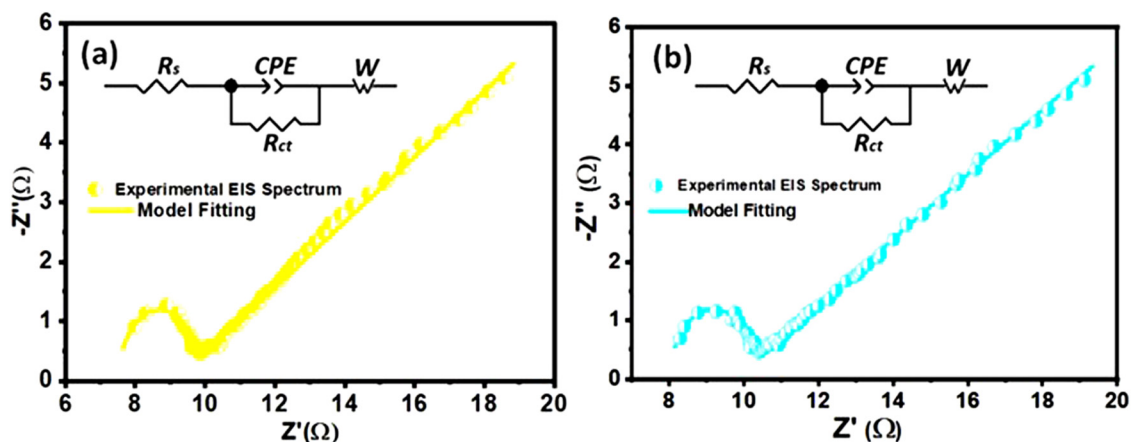 (a)
Rs
CPE
W
Rct
Experimental EIS Spectrum
Model Fitting
-Z''(Ω)
6
5
4
3
2
1
0
6 8 10 12 14 16 18 20
Z'(Ω)
(b)
Rs
CPE
W
Rct
Experimental EIS Spectrum
Model Fitting
-Z'' (Ω)
6
5
4
3
2
1
0
8 10 12 14 16 18 20
Z' (Ω)